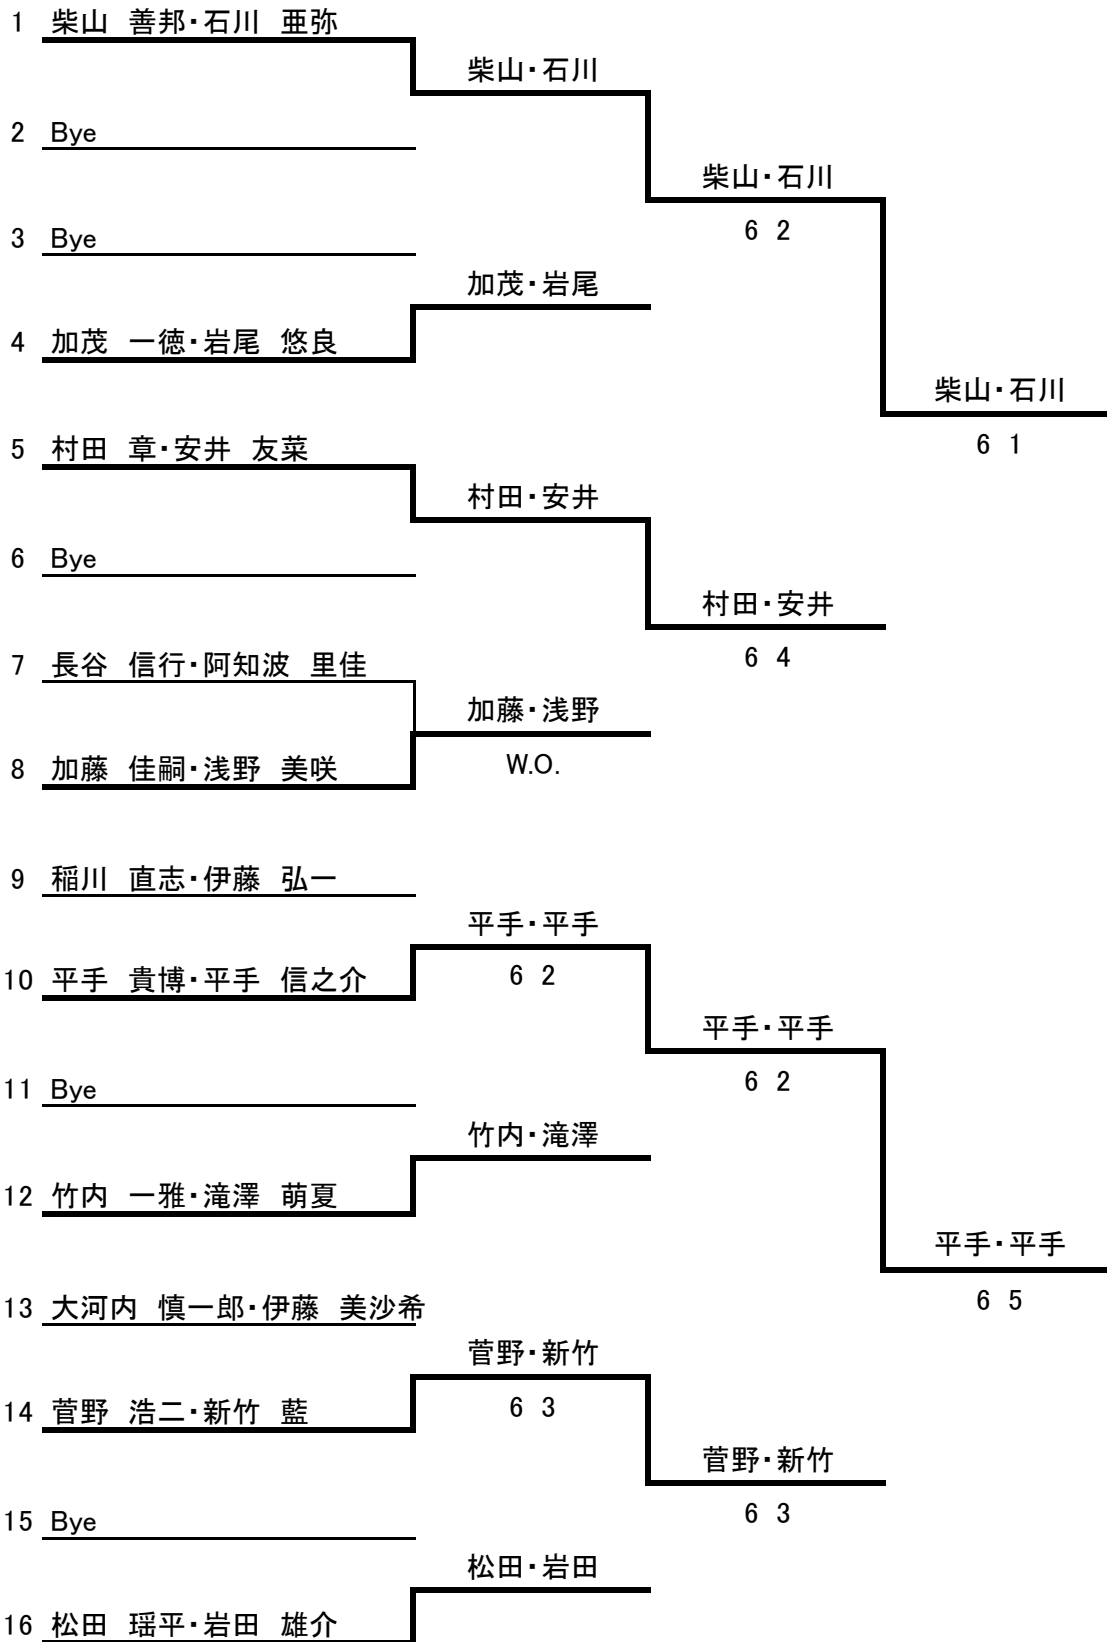 1 柴山 善邦・石川 亜弥
柴山・石川
2 Bye
柴山・石川
6 2
3 Bye
加茂・岩尾
4 加茂 一徳・岩尾 悠良
柴山・石川
6 1
5 村田 章・安井 友菜
村田・安井
6 Bye
村田・安井
6 4
7 長谷 信行・阿知波 里佳
加藤・浅野
W.O.
8 加藤 佳嗣・浅野 美咲
9 稲川 直志・伊藤 弘一
平手・平手
6 2
10 平手 貴博・平手 信之介
平手・平手
6 2
11 Bye
竹内・滝澤
12 竹内 一雅・滝澤 萌夏
平手・平手
6 5
13 大河内 慎一郎・伊藤 美沙希
菅野・新竹
6 3
14 菅野 浩二・新竹 藍
菅野・新竹
6 3
15 Bye
松田・岩田
16 松田 瑶平・岩田 雄介